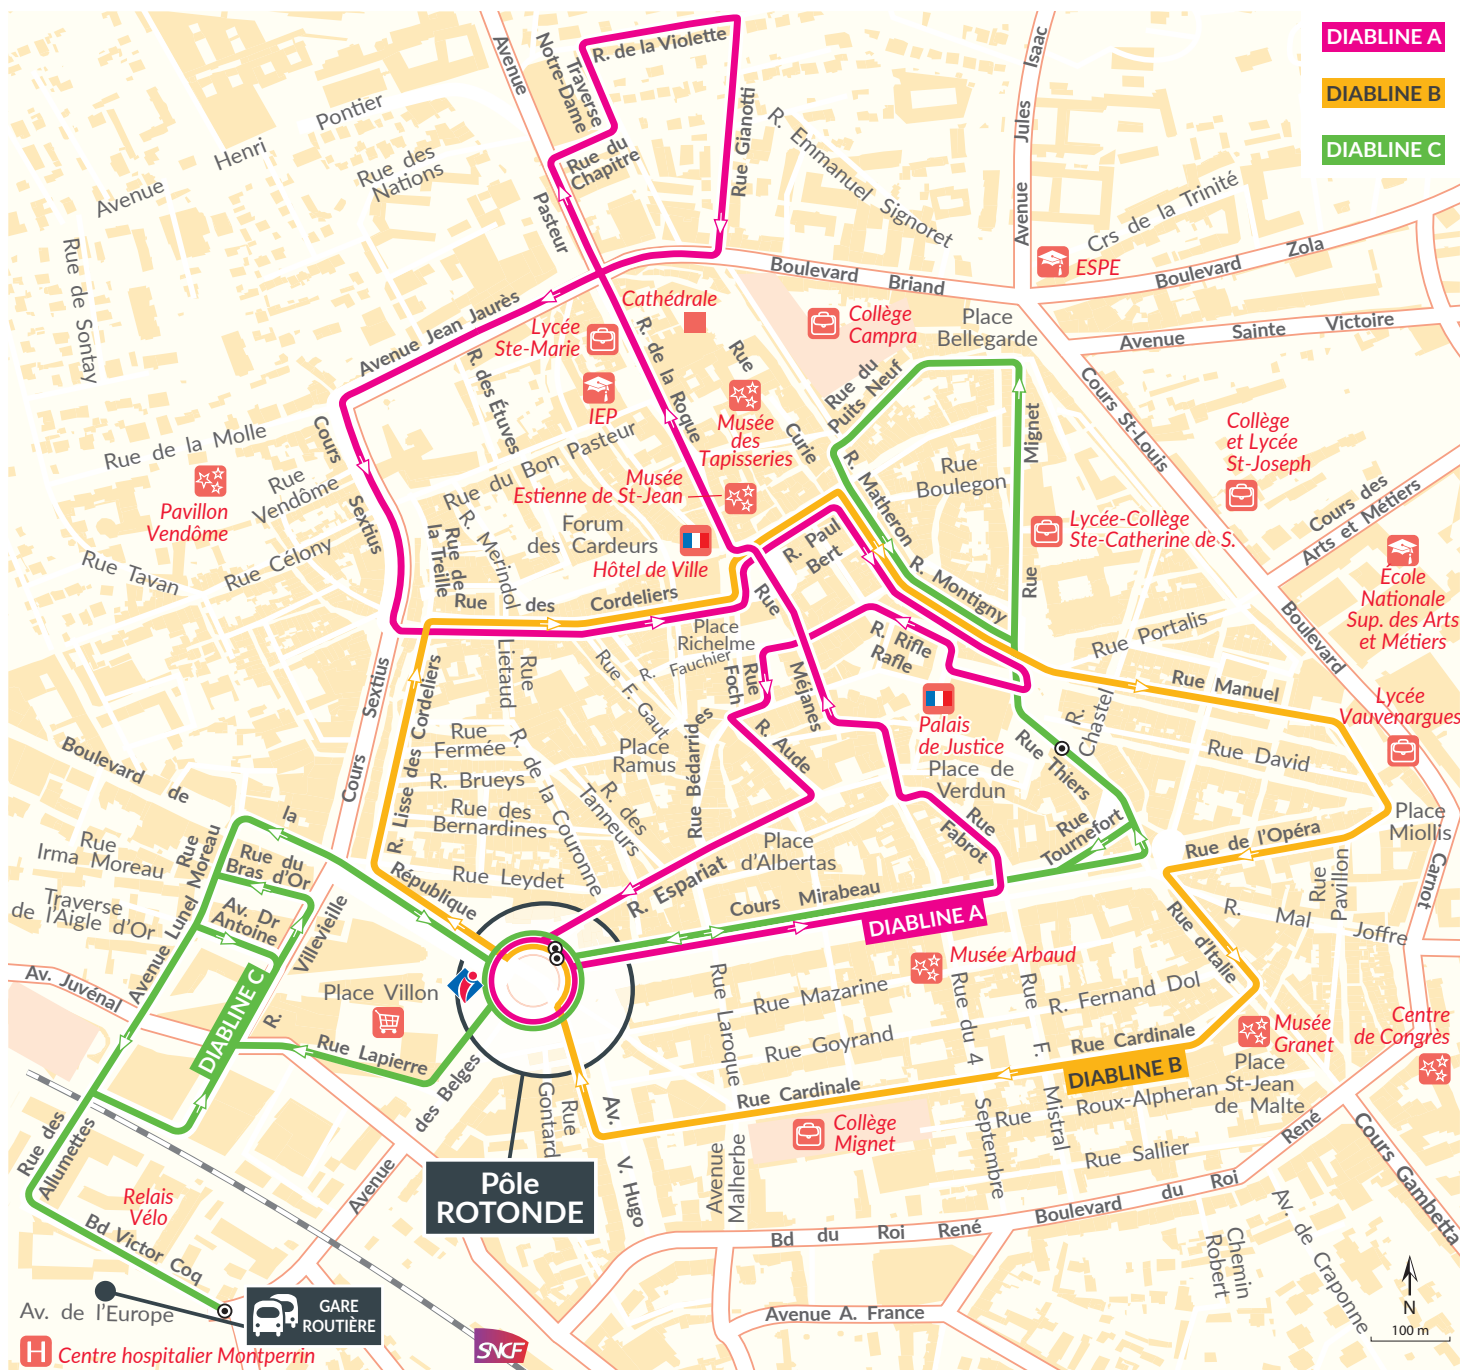 DIABLINE A
DIABLINE B
DIABLINE C
Avenue
Pasteur
Traverse
Notre-Dame
R. de la Violette
Rue du
Chapitre
Rue Gianotti
R. Emmanuel Signoret
Avenue Jules Isaac
Crs de la Trinité
ESPE
Boulevard Zola
Boulevard Briand
Avenue Sainte Victoire
Avenue Henri Pontier
Rue des
Nations
Rue de Sontay
Avenue Jean Jaurès
Lycée
Ste-Marie
IEP
Cathédrale
R. de la Roque
Rue Curie
Musée
des
Tapisseries
Collège
Campra
Place
Bellegarde
Rue du
Puits Neuf
Cours St-Louis
Collège
et Lycée
St-Joseph
Cours des
Arts et Métiers
École
Nationale
Sup. des Arts
et Métiers
R. des Étuves
Rue du Bon Pasteur
Musée
Estienne de St-Jean
Rue de la Molle
Pavillon
Vendôme
Rue
Vendôme
Rue Célony
Rue Tavan
Cours Sextius
Rue de
la Treille
R. Merindol
Forum
des Cardeurs
Hôtel de Ville
Rue des Cordeliers
R. Paul
Bert
R. Matheron
Rue
Boulegon
Rue Mignet
R. Montigny
Lycée-Collège
Ste-Catherine de S.
Place
Richelme
R. Fauchier
Rue
Foch
Rue Méjanes
R. Rifle
Rafle
Palais
de Justice
Place de
Verdun
Rue Portalis
Rue Manuel
Boulevard Carnot
Lycée
Vauvenargues
R.
Chastel
Rue David
Rue Thiers
Rue
Tournefort
Rue de l'Opéra
Place
Miollis
Cours Sextius
R. Lisse des Cordeliers
Rue
Lietaud
Rue F. Gaut
Rue
Fermée
R. Brueys
Rue des
Bernardines
Rue Leydet
R. de la Couronne
R. des
Tanneurs
Place
Ramus
Rue Bédarrides
R. Aude
Place
d'Albertas
Rue
Fabrot
R. Espariat
Cours Mirabeau
DIABLINE A
Boulevard de la République
Rue
Irma Moreau
Traverse
de l'Aigle d'Or
Avenue Lunel Moreau
Rue
Rue du
Bras d'Or
Av. Dr
Antoine
R. Villevieille
DIABLINE C
Av. Juvénal
Place Villon
Rue Lapierre
Avenue des Belges
Musée Arbaud
Rue Laroque
Rue Mazarine
Rue Goyrand
Rue Cardinale
Rue du 4 Septembre
Rue F. Mistral
R. Fernand Dol
Rue Cardinale
DIABLINE B
Rue d'Italie
R. Mal Joffre
Rue
Pavillon
Musée
Granet
Centre
de Congrès
Place
St-Jean
de Malte
Rue Roux-Alpheran
Rue Sallier
Collège
Mignet
Avenue
Malherbe
Rue
Gontard
Av. V. Hugo
Pôle
ROTONDE
Bd du Roi René
Boulevard du Roi René
Cours Gambetta
Av. de Craponne
Chemin
Robert
Avenue A. France
Rue des
Allumettes
Relais
Vélo
Bd Victor Coq
Av. de l'Europe
GARE
ROUTIÈRE
SNCF
H Centre hospitalier Montperrin
N
100 m